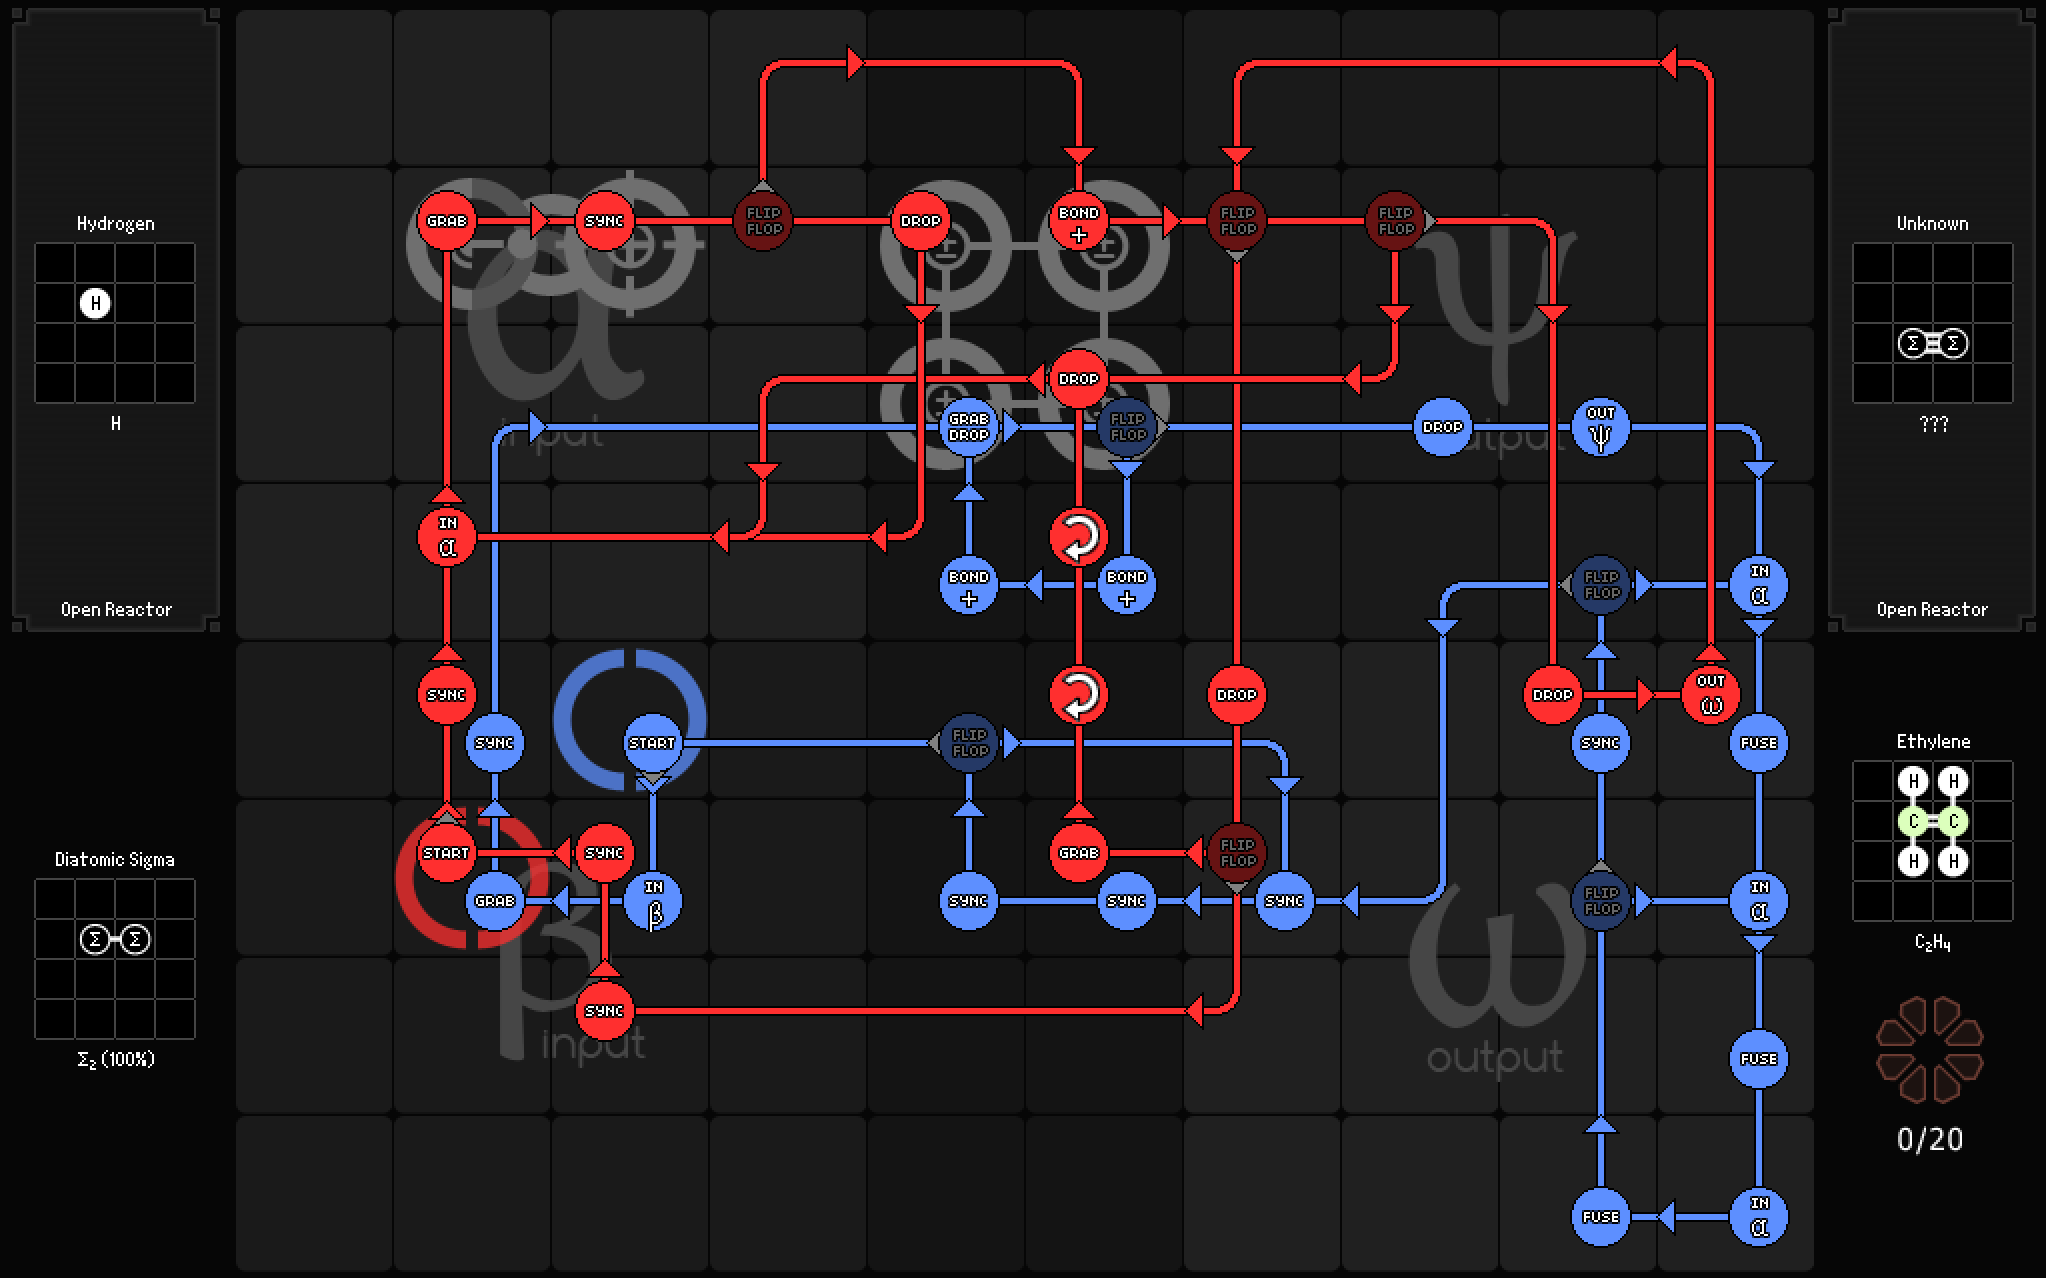 Hydrogen
H
H
Open Reactor
Diatomic Sigma
Σ Σ
Σ₂ (100%)
GRAB
SYNC
FLIP FLOP
DROP
BOND +
FLIP FLOP
FLIP FLOP
α
input
ψ
output
DROP
GRAB DROP
FLIP FLOP
DROP
OUT ψ
IN α
BOND +
BOND +
FLIP FLOP
IN α
SYNC
DROP
DROP
OUT ω
SYNC
START
FLIP FLOP
SYNC
FUSE
START
SYNC
GRAB
FLIP FLOP
GRAB
IN β
SYNC
SYNC
SYNC
FLIP FLOP
IN α
β
input
SYNC
ω
output
FUSE
FUSE
IN α
Unknown
Σ Σ
???
Open Reactor
Ethylene
H H
C C
H H
C₂H₄
0/20